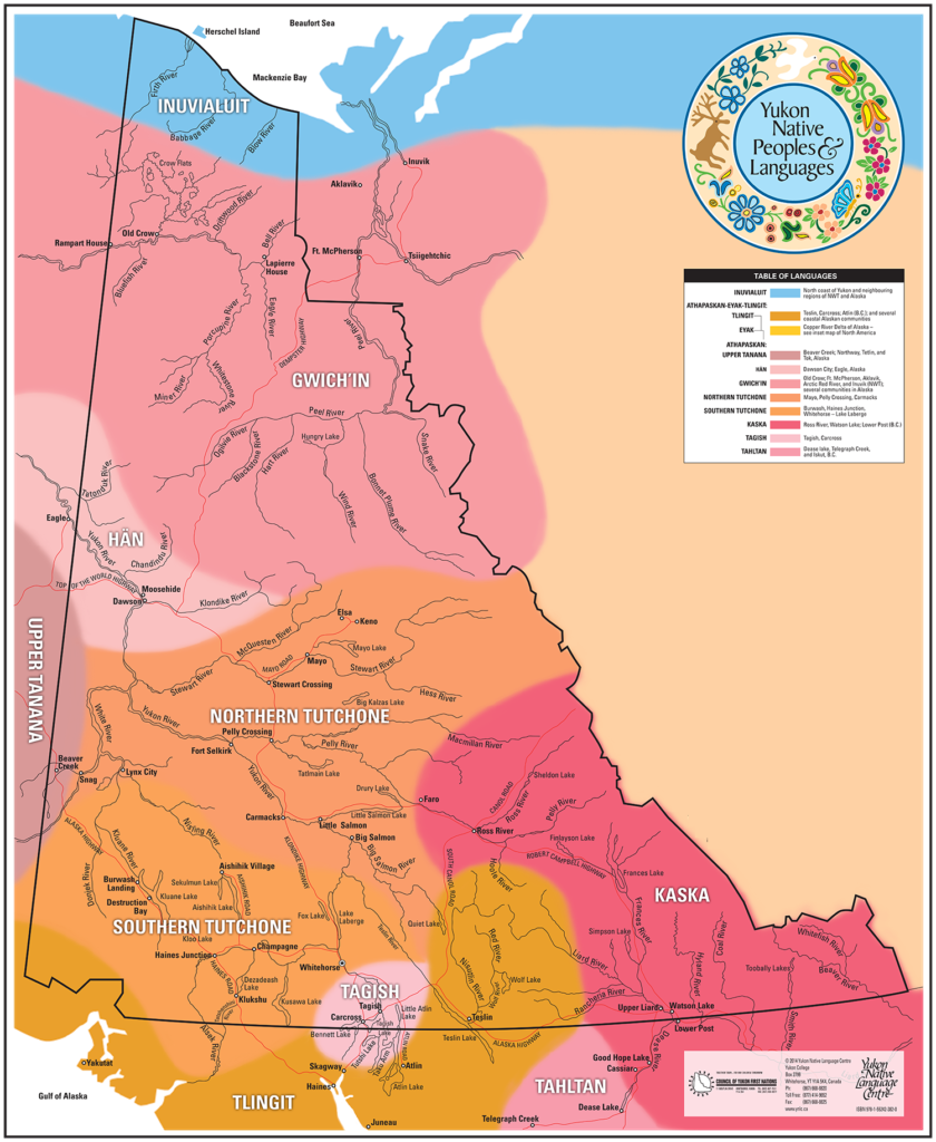 Beaufort Sea
Herschel Island
Mackenzie Bay
Firth River
INUVIALUIT
Babbage River
Blow River
Crow Flats
Inuvik
Aklavik
Driftwood River
Old Crow
Rampart House
Bell River
Ft. McPherson
Tsiigehtchic
Lapierre
House
Bluefish River
Eagle River
Porcupine River
Peel River
DEMPSTER HIGHWAY
Whitestone River
Miner River
GWICH'IN
Peel River
Hungry Lake
Ogilvie River
Blackstone River
Hart River
Snake River
Wind River
Bonnet Plume River
Tatonduk River
Eagle
Yukon River
HÄN
Chandindu River
TOP OF THE WORLD HIGHWAY
Moosehide
Dawson
Klondike River
UPPER TANANA
Elsa
Keno
McQuesten River
Mayo Lake
MAYO ROAD
Mayo
Stewart River
Stewart River
Stewart Crossing
Hess River
Big Kalzas Lake
White River
Yukon River
NORTHERN TUTCHONE
Pelly Crossing
Fort Selkirk
Pelly River
Macmillan River
Beaver
Creek
Snag
Lynx City
Tatlmain Lake
Yukon River
Drury Lake
Faro
Sheldon Lake
CANOL ROAD
Ross River
Pelly River
Carmacks
Little Salmon Lake
Little Salmon
Big Salmon
Ross River
Finlayson Lake
ALASKA HIGHWAY
Kluane River
Nisling River
KLONDIKE HIGHWAY
Big Salmon River
SOUTH CANOL ROAD
ROBERT CAMPBELL HIGHWAY
Frances Lake
Donjek River
Burwash
Landing
Aishihik Village
Sekulmun Lake
AISHIHIK ROAD
Hoole River
KASKA
Kluane Lake
Destruction
Bay
Aishihik Lake
Fox Lake
Lake
Laberge
Teslin River
Quiet Lake
Frances River
SOUTHERN TUTCHONE
Kloo Lake
Champagne
Haines Junction
Red River
Simpson Lake
Hyland River
Coal River
Whitefish River
Whitehorse
Liard River
Toobally Lakes
Beaver River
HAINES ROAD
Dezadeash
Lake
Klukshu
Kusawa Lake
TAGISH
Tagish
Little Atlin
Lake
Nisutlin River
Wolf Lake
Wolf River
Rancheria River
Upper Liard
Watson Lake
Carcross
Tagish
Lake
Teslin
Lower Post
Smith River
Alsek River
Bennett Lake
Tutshi Lake
Taku Arm
ATLIN ROAD
Teslin Lake
ALASKA HIGHWAY
Dease River
Yakutat
Skagway
Atlin
Good Hope Lake
Cassiar
Gulf of Alaska
Haines
Atlin Lake
TLINGIT
TAHLTAN
Dease Lake
Juneau
Telegraph Creek
Yukon
Native
Peoples &
Languages
TABLE OF LANGUAGES
INUVIALUIT North coast of Yukon and neighbouring
regions of NWT and Alaska
ATHAPASKAN-EYAK-TLINGIT:
TLINGIT Teslin, Carcross, Atlin (B.C.); and several
coastal Alaskan communities
EYAK Copper River Delta of Alaska –
see inset map of North America
ATHAPASKAN:
UPPER TANANA Beaver Creek; Northway, Tetlin, and
Tok, Alaska
HÄN Dawson City; Eagle, Alaska
GWICH'IN Old Crow; Ft. McPherson, Aklavik,
Arctic Red River, and Inuvik (NWT);
several communities in Alaska
NORTHERN TUTCHONE Mayo, Pelly Crossing, Carmacks
SOUTHERN TUTCHONE Burwash, Haines Junction,
Whitehorse – Lake Laberge
KASKA Ross River, Watson Lake; Lower Post (B.C.)
TAGISH Tagish, Carcross
TAHLTAN Dease lake, Telegraph Creek,
and Iskut, B.C.
COUNCIL OF YUKON FIRST NATIONS
© 2014 Yukon Native Language Centre
Yukon College
Box 2799
Whitehorse, YT Y1A 5K4, Canada
Yukon
Native
Language
Centre